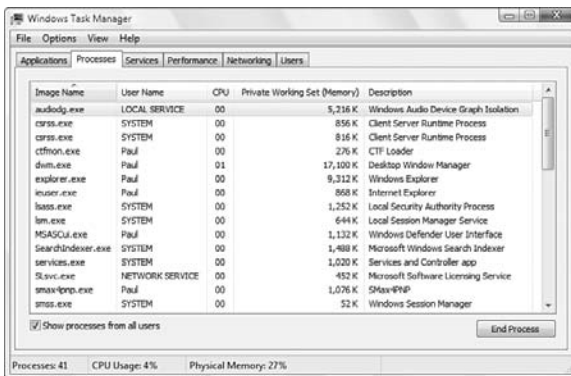 Windows Task Manager
File Options View Help
Applications Processes Services Performance Networking Users
Image Name User Name CPU Private Working Set (Memory) Description
audiodg.exe LOCAL SERVICE 00 5,216 K Windows Audio Device Graph Isolation
csrss.exe SYSTEM 00 856 K Client Server Runtime Process
csrss.exe SYSTEM 00 816 K Client Server Runtime Process
ctfmon.exe Paul 00 276 K CTF Loader
dwm.exe Paul 01 17,100 K Desktop Window Manager
explorer.exe Paul 00 9,312 K Windows Explorer
ieuser.exe Paul 00 868 K Internet Explorer
lsass.exe SYSTEM 00 1,252 K Local Security Authority Process
lsm.exe SYSTEM 00 644 K Local Session Manager Service
MSASCui.exe Paul 00 1,132 K Windows Defender User Interface
SearchIndexer.exe SYSTEM 00 1,488 K Microsoft Windows Search Indexer
services.exe SYSTEM 00 1,020 K Services and Controller app
SLsvc.exe NETWORK SERVICE 00 452 K Microsoft Software Licensing Service
smax4pnp.exe Paul 00 1,076 K SMax4PNP
smss.exe SYSTEM 00 52 K Windows Session Manager
Show processes from all users
End Process
Processes: 41 CPU Usage: 4% Physical Memory: 27%